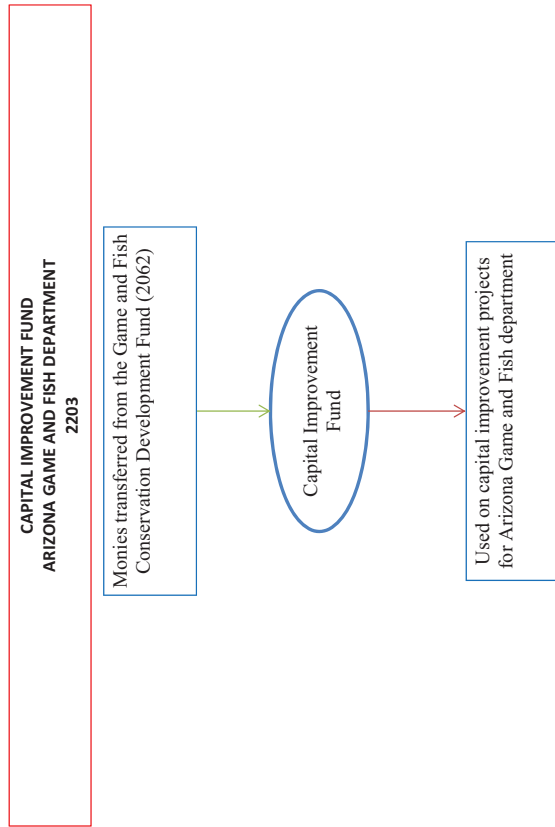 CAPITAL IMPROVEMENT FUND
ARIZONA GAME AND FISH DEPARTMENT
2203
Monies transferred from the Game and Fish
Conservation Development Fund (2062)
Capital Improvement
Fund
Used on capital improvement projects
for Arizona Game and Fish department